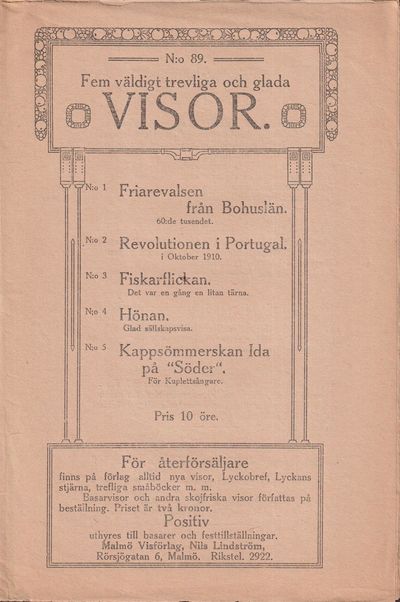 N:o 89.
Fem väldigt trevliga och glada
VISOR.
N:o 1 Friarevalsen
från Bohuslän.
60:de tusendet.
N:o 2 Revolutionen i Portugal.
i Oktober 1910.
N:o 3 Fiskarflickan.
Det var en gång en litan tärna.
N:o 4 Hönan.
Glad sällskapsvisa.
N:o 5 Kappsömmerskan Ida
på "Söder".
För Kuplettsångare.
Pris 10 öre.
För återförsäljare
finns på förlag alltid nya visor, Lyckobref, Lyckans
stjärna, trefliga småböcker m. m.
Basarvisor och andra skojfriska visor författas på
beställning. Priset är två kronor.
Positiv
uthyres till basarer och festtillställningar.
Malmö Visförlag, Nils Lindström,
Rörsjögatan 6, Malmö. Rikstel. 2922.